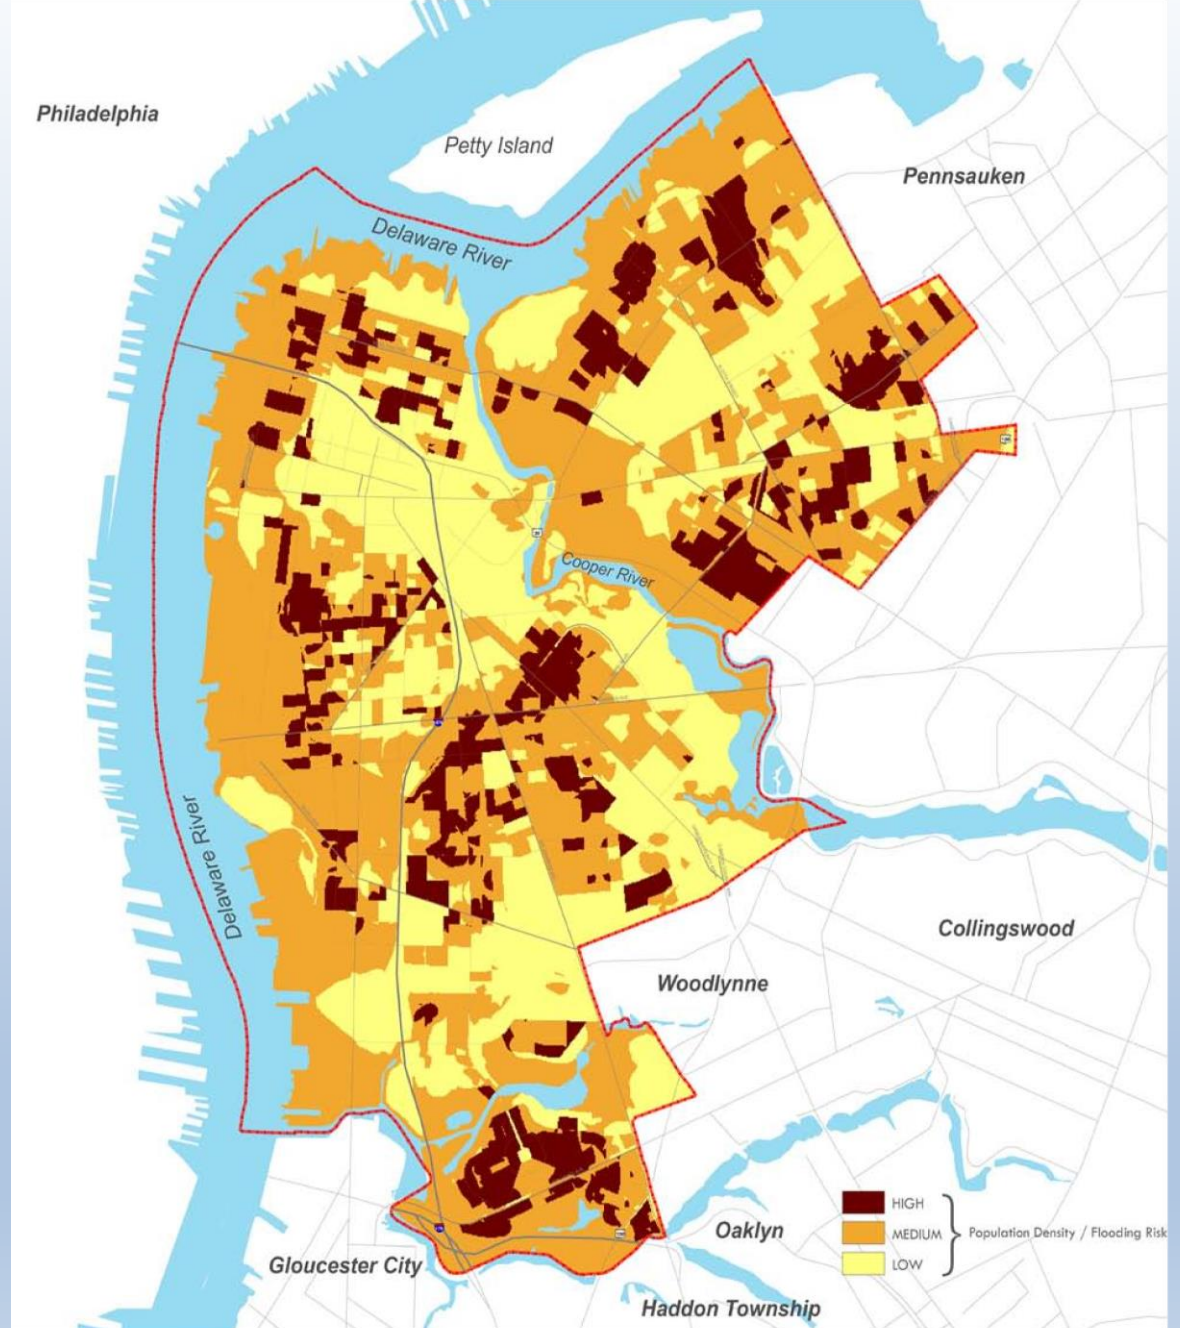 Philadelphia
Petty Island
Pennsauken
Delaware River
Cooper River
Delaware River
Collingswood
Woodlynne
HIGH
MEDIUM
LOW
Population Density / Flooding Risk
Oaklyn
Gloucester City
Haddon Township